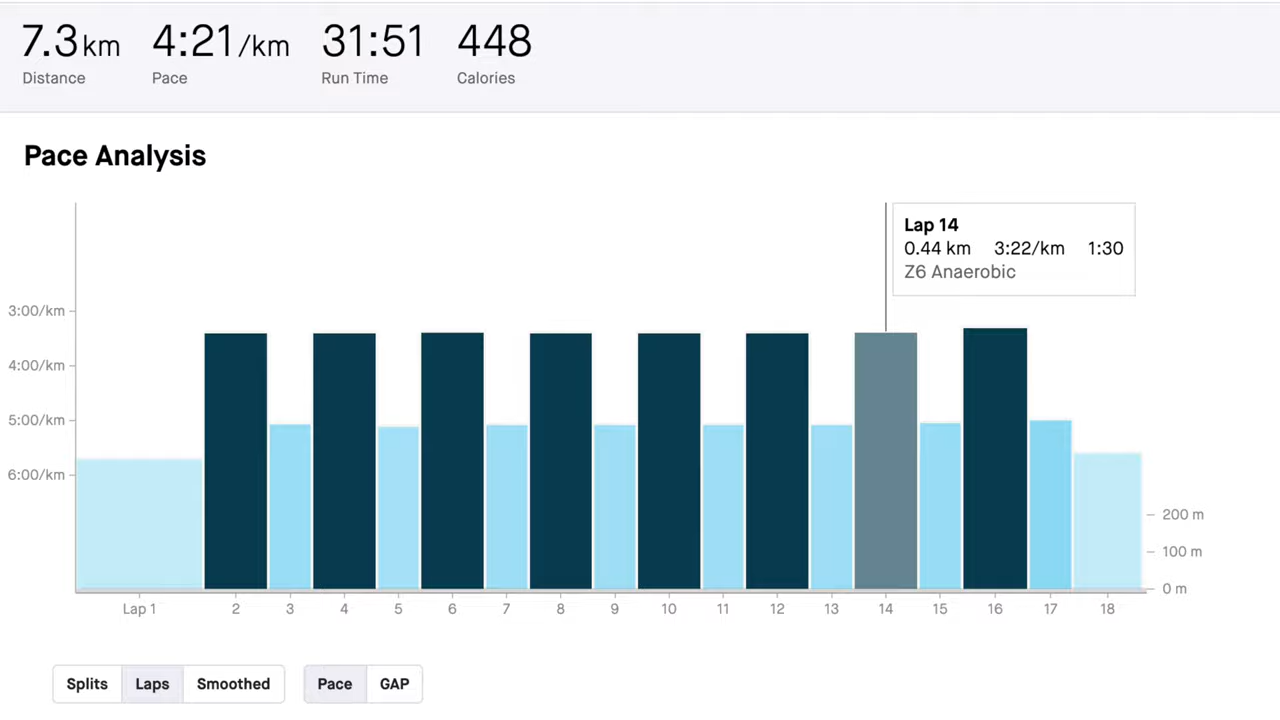 7.3 km 4:21 /km 31:51 448
Distance Pace Run Time Calories
Pace Analysis
Lap 14
0.44 km 3:22/km 1:30
Z6 Anaerobic
3:00/km
4:00/km
5:00/km
6:00/km
200 m
100 m
0 m
Lap 1 2 3 4 5 6 7 8 9 10 11 12 13 14 15 16 17 18
Splits Laps Smoothed Pace GAP